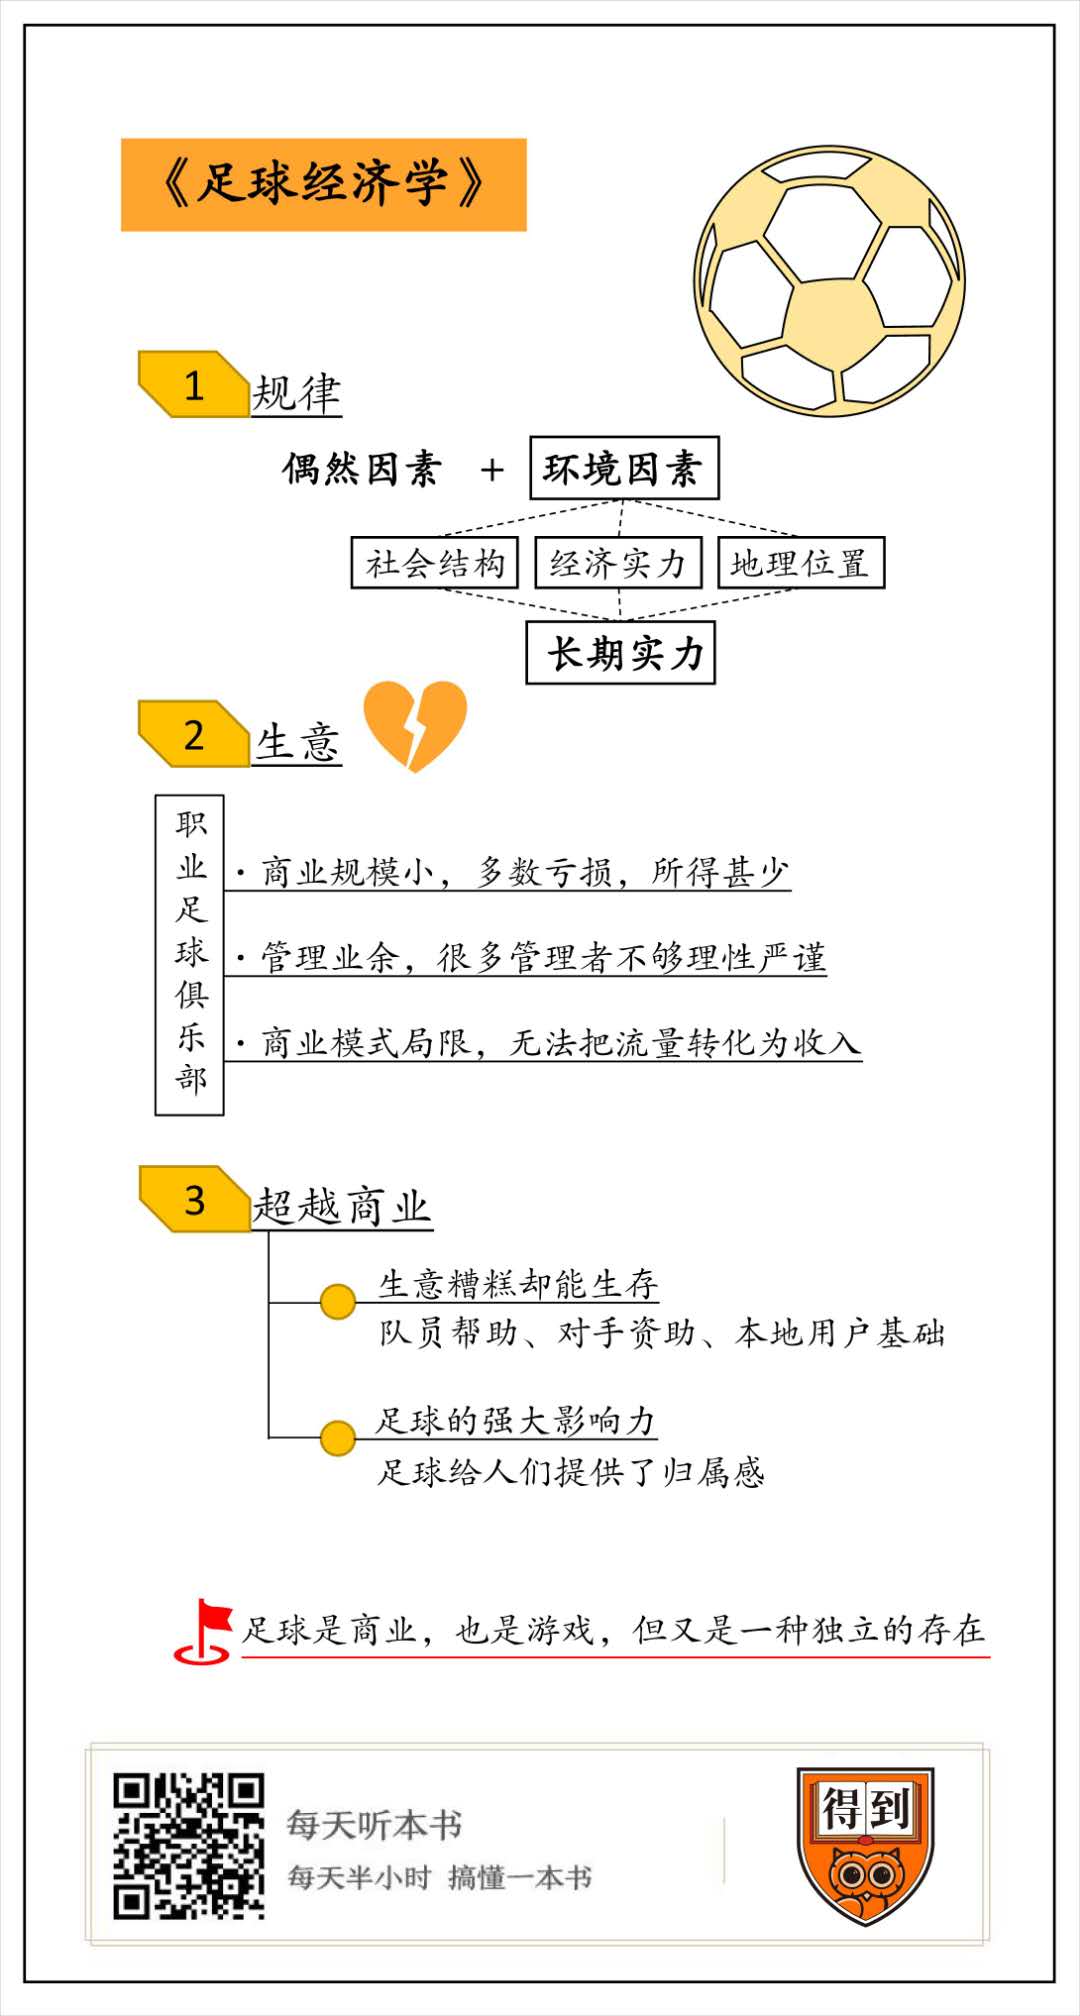 《足球经济学》
1 规律
偶然因素 + 环境因素
社会结构 经济实力 地理位置
长期实力
2 生意
职业足球俱乐部
· 商业规模小，多数亏损，所得甚少
· 管理业余，很多管理者不够理性严谨
· 商业模式局限，无法把流量转化为收入
3 超越商业
生意糟糕却能生存
队员帮助、对手资助、本地用户基础
足球的强大影响力
足球给人们提供了归属感
足球是商业，也是游戏，但又是一种独立的存在
每天听本书
每天半小时 搞懂一本书
得到